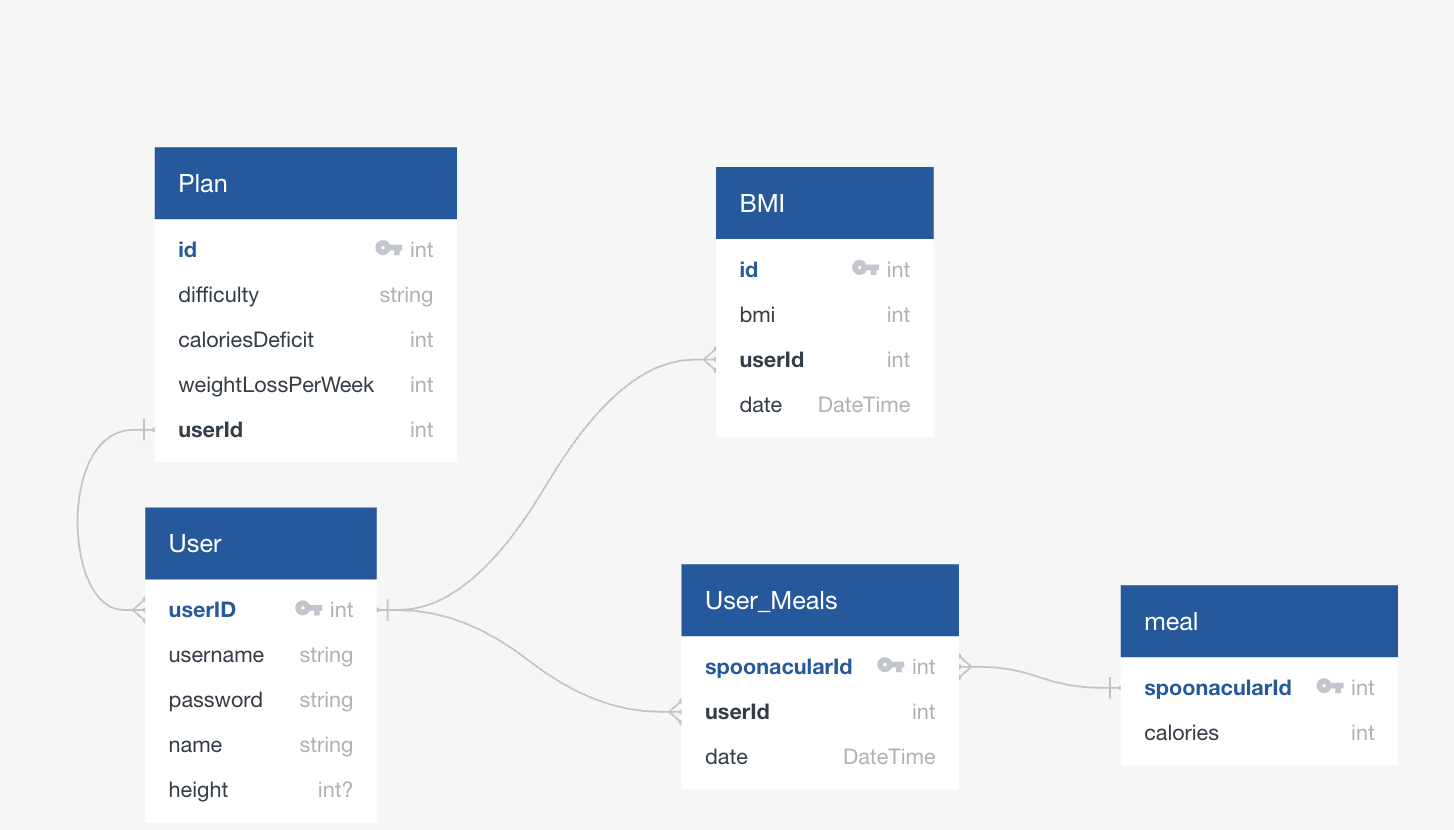 Plan
id int
difficulty string
caloriesDeficit int
weightLossPerWeek int
userId int
BMI
id int
bmi int
userId int
date DateTime
User
userID int
username string
password string
name string
height int?
User_Meals
spoonacularId int
userId int
date DateTime
meal
spoonacularId int
calories int